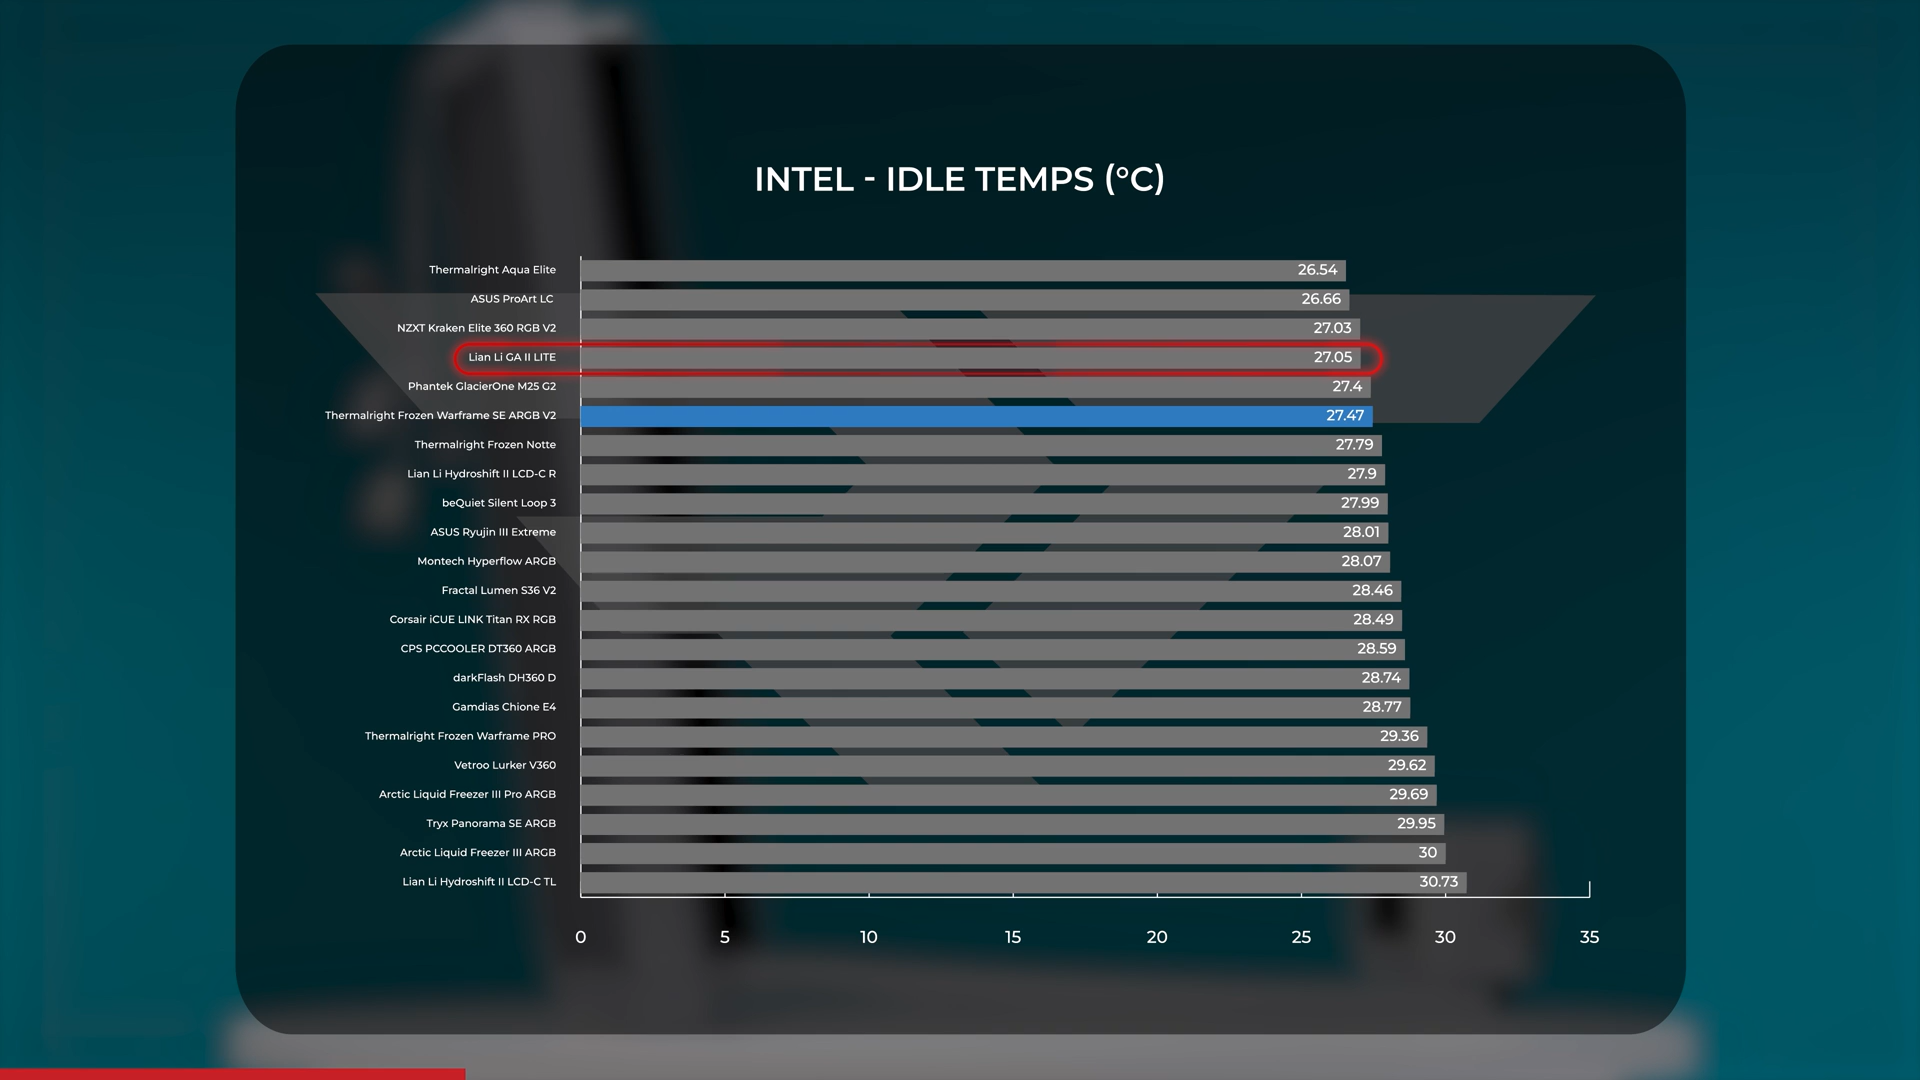 INTEL - IDLE TEMPS (°C)
Thermalright Aqua Elite 26.54
ASUS ProArt LC 26.66
NZXT Kraken Elite 360 RGB V2 27.03
Lian Li GA II LITE 27.05
Phantek GlacierOne M25 G2 27.4
Thermalright Frozen Warframe SE ARGB V2 27.47
Thermalright Frozen Notte 27.79
Lian Li Hydroshift II LCD-C R 27.9
beQuiet Silent Loop 3 27.99
ASUS Ryujin III Extreme 28.01
Montech Hyperflow ARGB 28.07
Fractal Lumen S36 V2 28.46
Corsair iCUE LINK Titan RX RGB 28.49
CPS PCCOOLER DT360 ARGB 28.59
darkFlash DH360 D 28.74
Gamdias Chione E4 28.77
Thermalright Frozen Warframe PRO 29.36
Vetroo Lurker V360 29.62
Arctic Liquid Freezer III Pro ARGB 29.69
Tryx Panorama SE ARGB 29.95
Arctic Liquid Freezer III ARGB 30
Lian Li Hydroshift II LCD-C TL 30.73
0 5 10 15 20 25 30 35